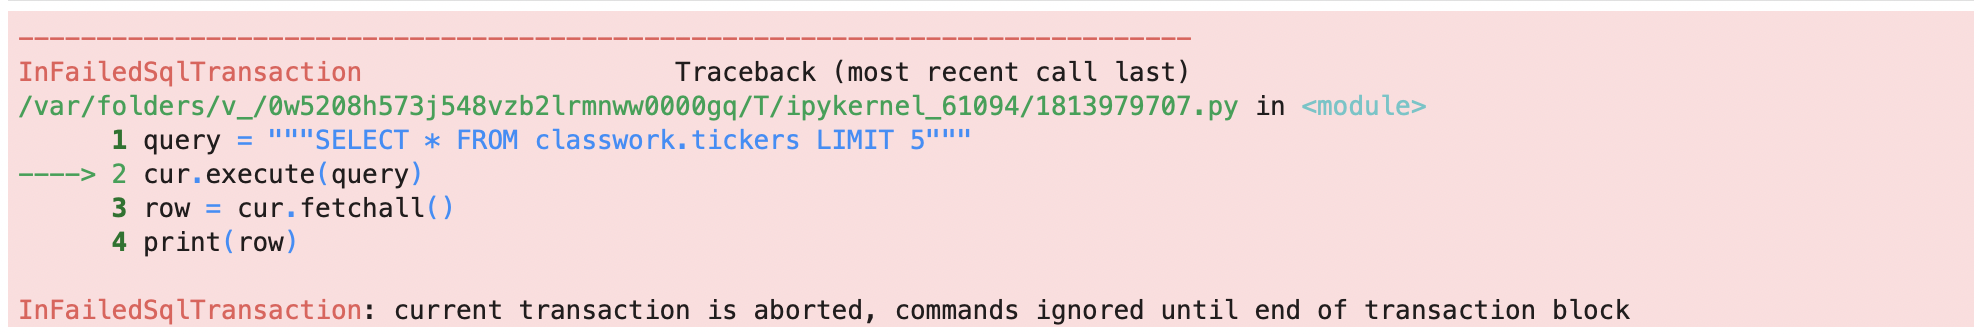 ---------------------------------------------------------------------------
InFailedSqlTransaction                    Traceback (most recent call last)
/var/folders/v_/0w5208h573j548vzb2lrmnww0000gq/T/ipykernel_61094/1813979707.py in <module>
      1 query = """SELECT * FROM classwork.tickers LIMIT 5"""
----> 2 cur.execute(query)
      3 row = cur.fetchall()
      4 print(row)
InFailedSqlTransaction: current transaction is aborted, commands ignored until end of transaction block